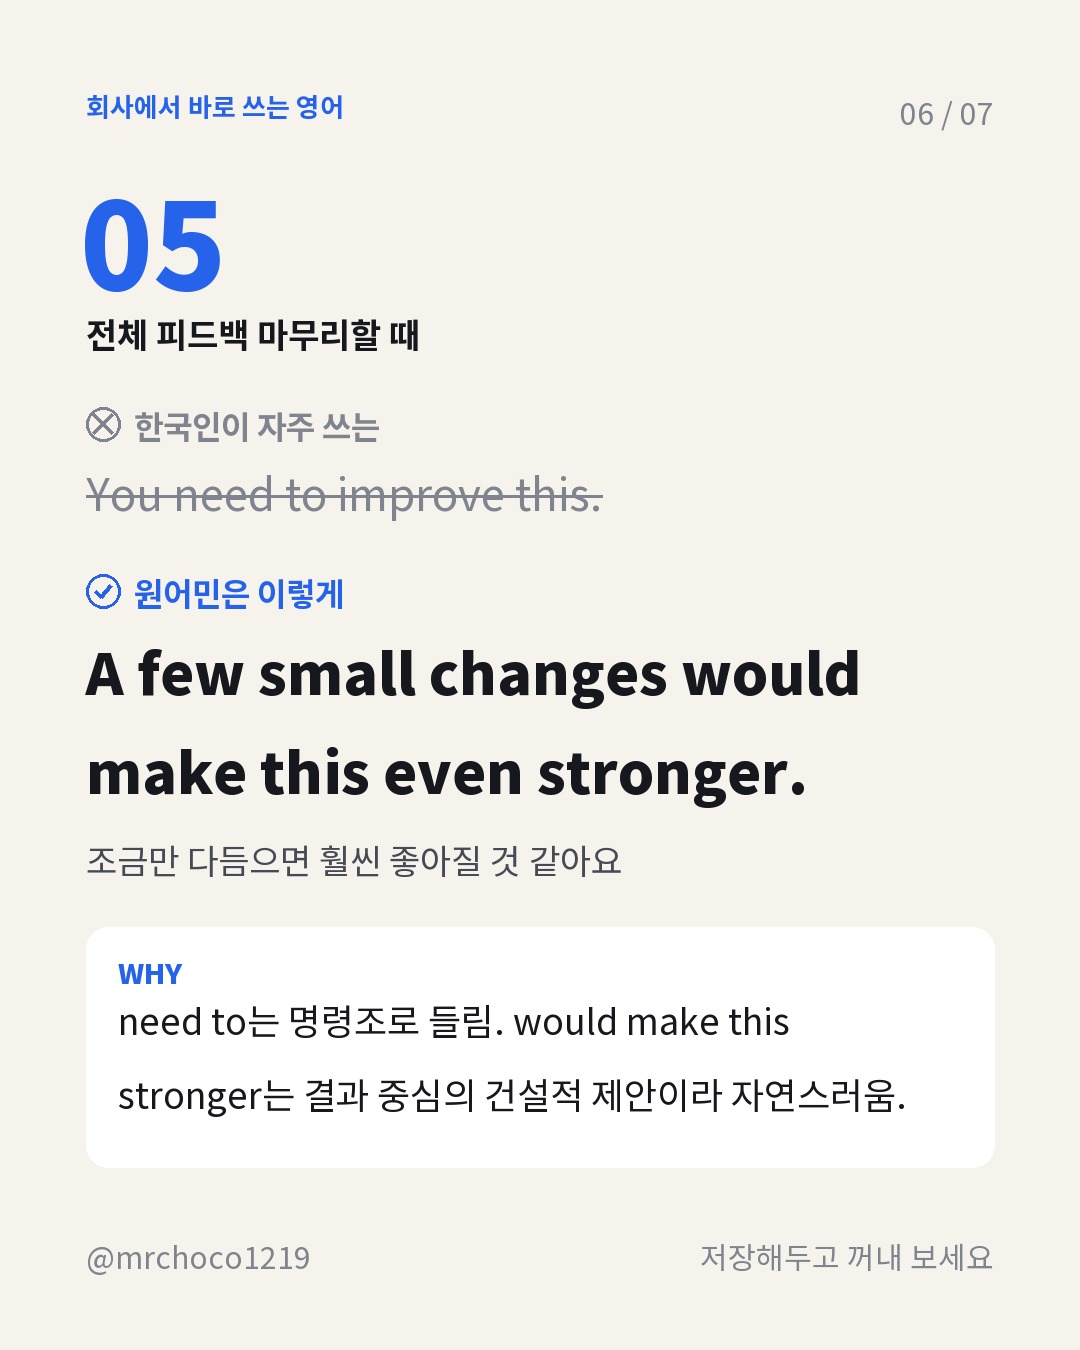 회사에서 바로 쓰는 영어
06 / 07
05
전체 피드백 마무리할 때
한국인이 자주 쓰는
You need to improve this.
원어민은 이렇게
A few small changes would
make this even stronger.
조금만 다듬으면 훨씬 좋아질 것 같아요
WHY
need to는 명령조로 들림. would make this
stronger는 결과 중심의 건설적 제안이라 자연스러움.
@mrchoco1219
저장해두고 꺼내 보세요